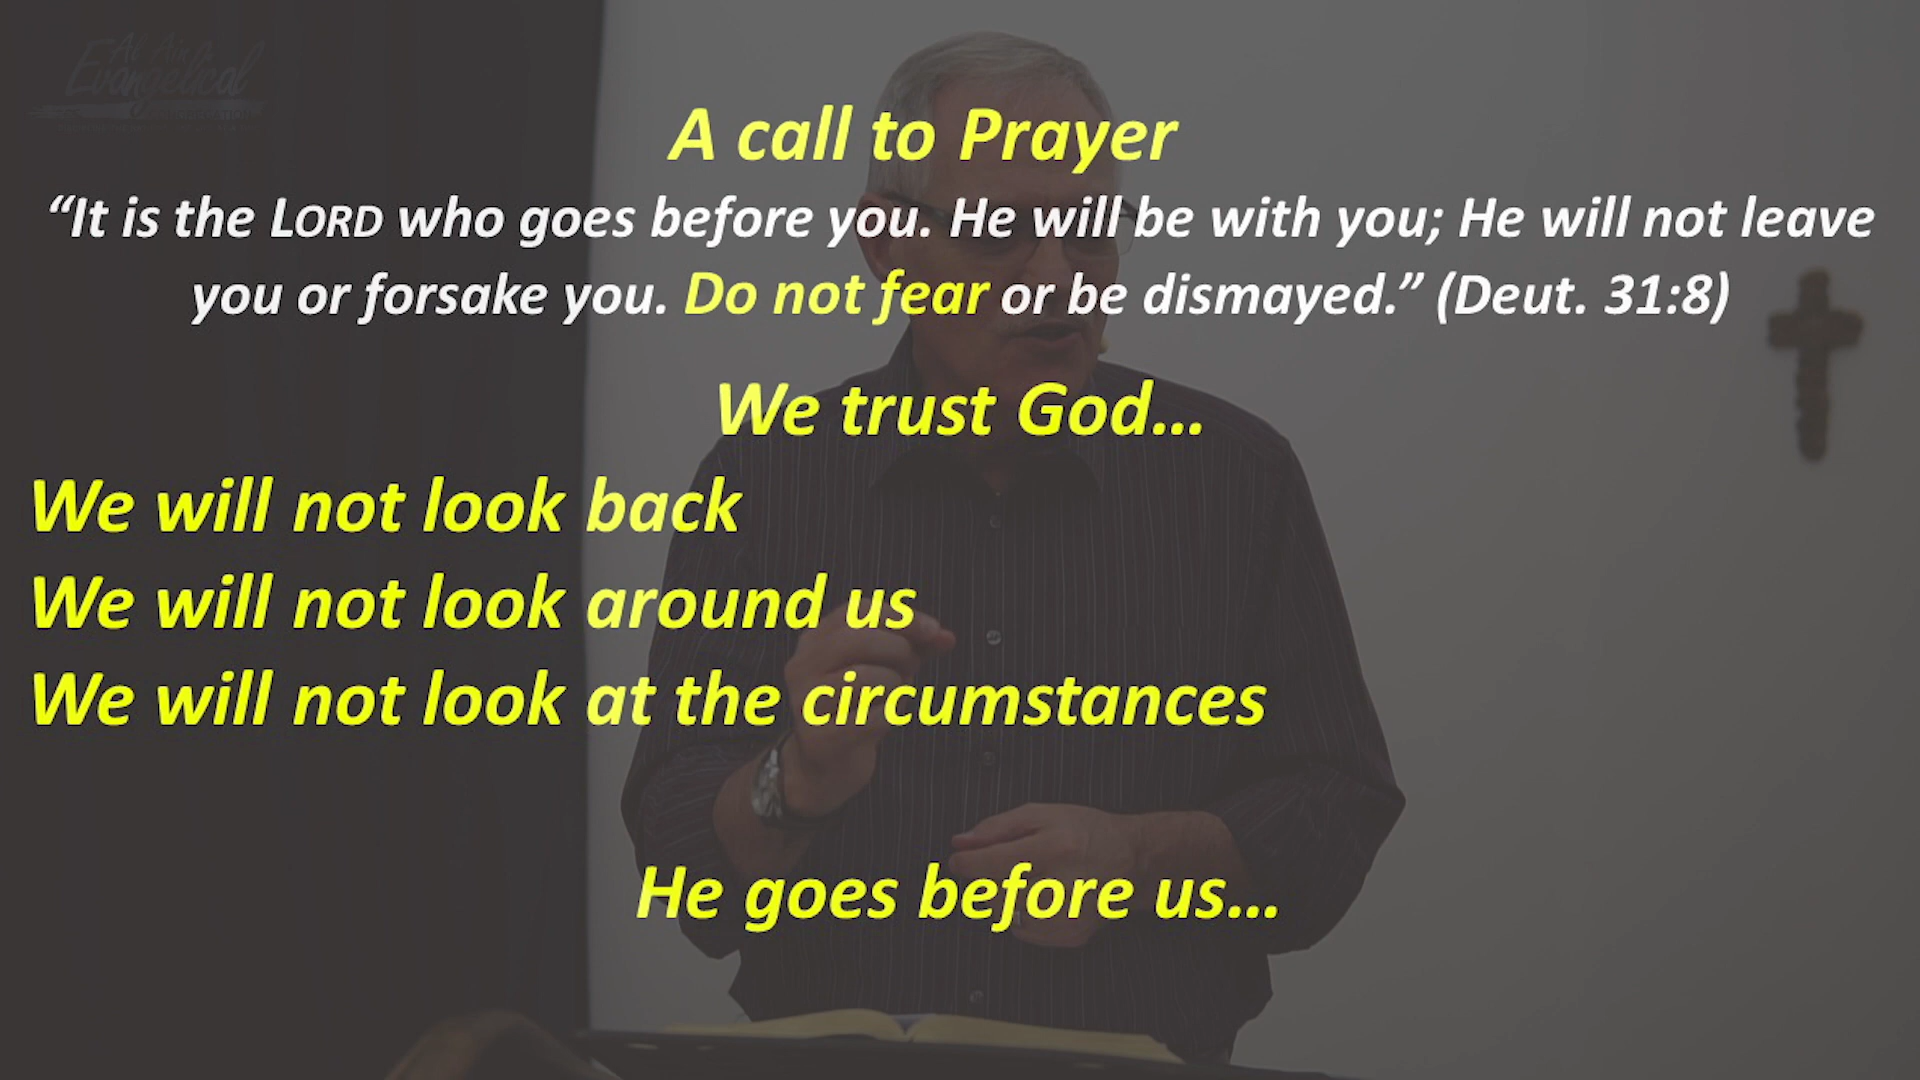 Al Ain
Evangelical
A call to Prayer
“It is the LORD who goes before you. He will be with you; He will not leave
you or forsake you. Do not fear or be dismayed.” (Deut. 31:8)
We trust God...
We will not look back
We will not look around us
We will not look at the circumstances
He goes before us...